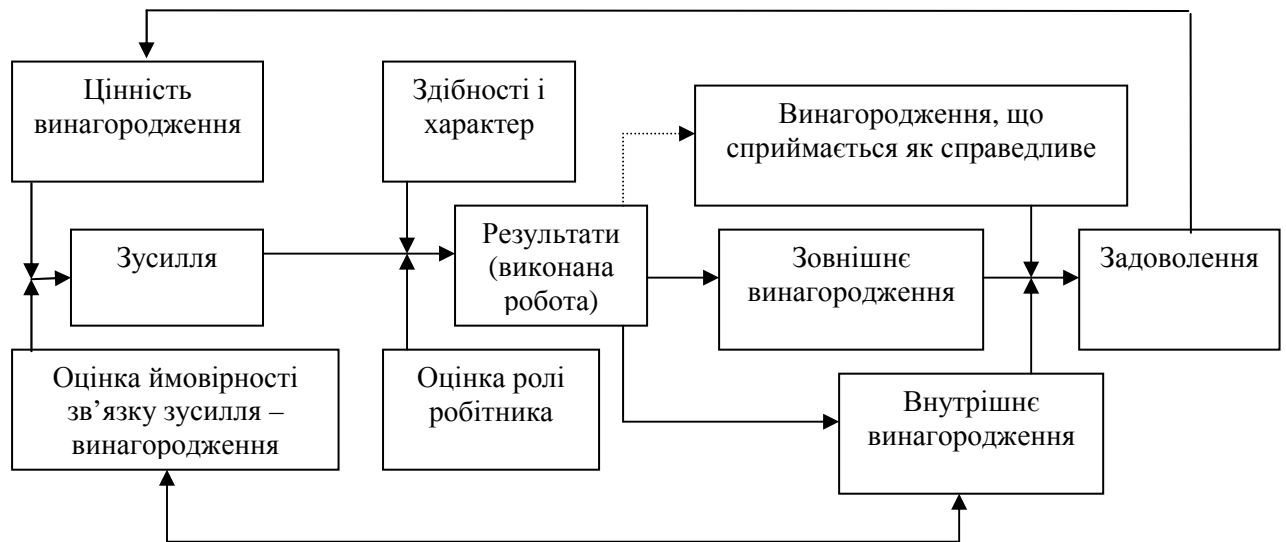 Цінність
винагородження
Здібності і
характер
Винагородження, що
сприймається як справедливе
Зусилля
Результати
(виконана
робота)
Зовнішнє
винагородження
Задоволення
Оцінка ймовірності
зв’язку зусилля –
винагородження
Оцінка ролі
робітника
Внутрішнє
винагородження